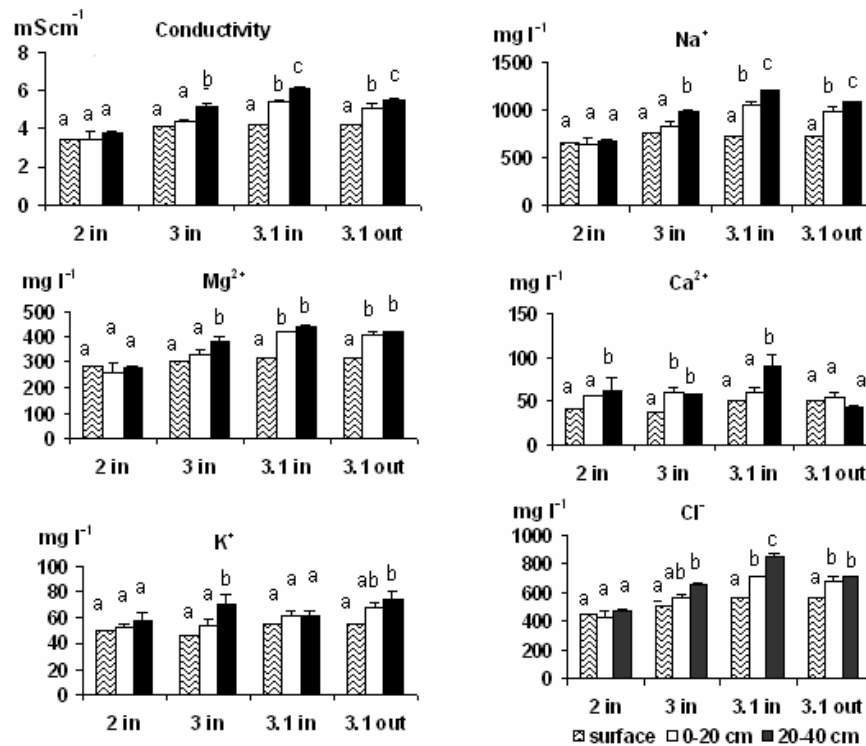 mScm⁻¹ Conductivity
8
6
4
2
0
a a a a a b a b c a b c
2 in 3 in 3.1 in 3.1 out
mg l⁻¹ Na⁺
1500
1000
500
0
a a a a a b a b c a b c
2 in 3 in 3.1 in 3.1 out
mg l⁻¹ Mg²⁺
500
400
300
200
100
0
a a a a a b a b b a b b
2 in 3 in 3.1 in 3.1 out
mg l⁻¹ Ca²⁺
150
100
50
0
a a b a b b a a b a a a
2 in 3 in 3.1 in 3.1 out
mg l⁻¹ K⁺
100
80
60
40
20
0
a a a a a b a a a a ab b
2 in 3 in 3.1 in 3.1 out
mg l⁻¹ Cl⁻
1000
800
600
400
200
0
a a a a ab b a b c a b b
2 in 3 in 3.1 in 3.1 out
surface 0-20 cm 20-40 cm